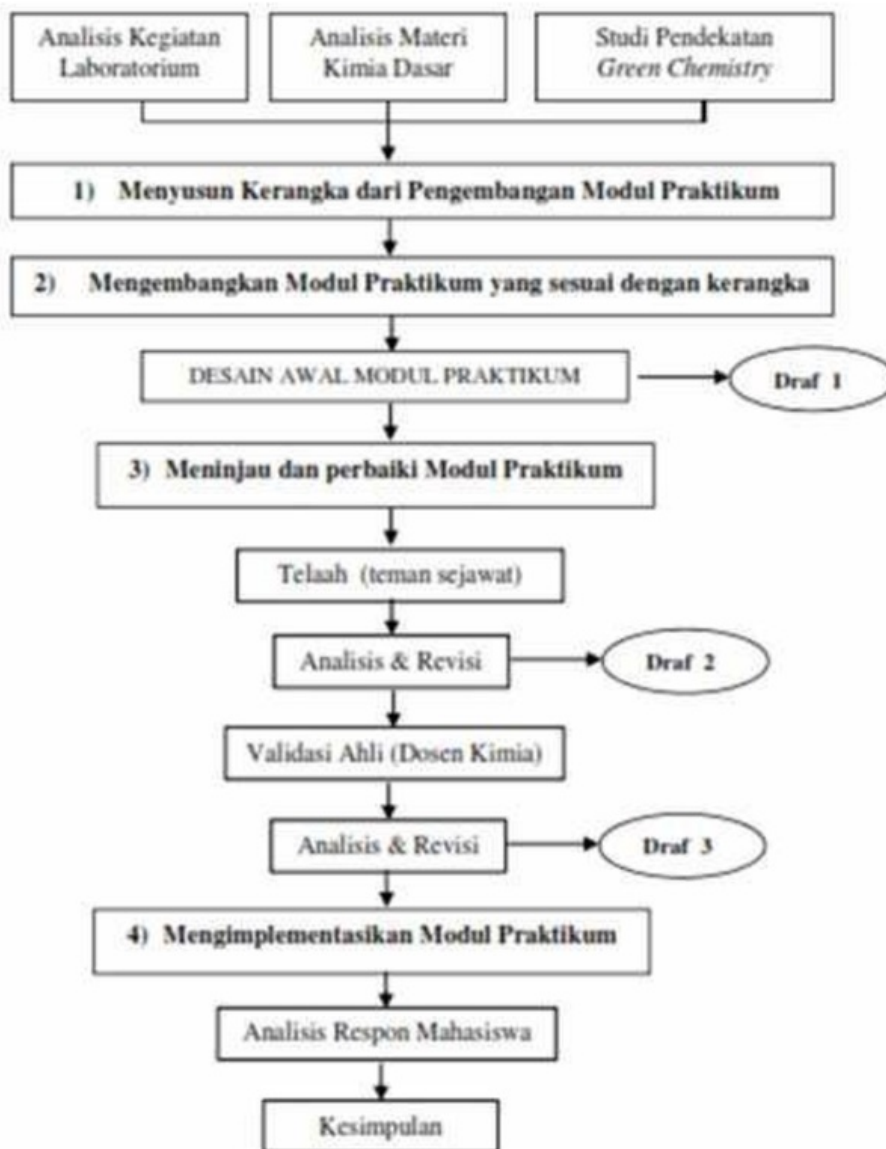 Analisis Kegiatan
Laboratorium
Analisis Materi
Kimia Dasar
Studi Pendekatan
Green Chemistry
1) Menyusun Kerangka dari Pengembangan Modul Praktikum
2) Mengembangkan Modul Praktikum yang sesuai dengan kerangka
DESAIN AWAL MODUL PRAKTIKUM
Draf 1
3) Meninjau dan perbaiki Modul Praktikum
Telaah (teman sejawat)
Analisis & Revisi
Draf 2
Validasi Ahli (Dosen Kimia)
Analisis & Revisi
Draf 3
4) Mengimplementasikan Modul Praktikum
Analisis Respon Mahasiswa
Kesimpulan